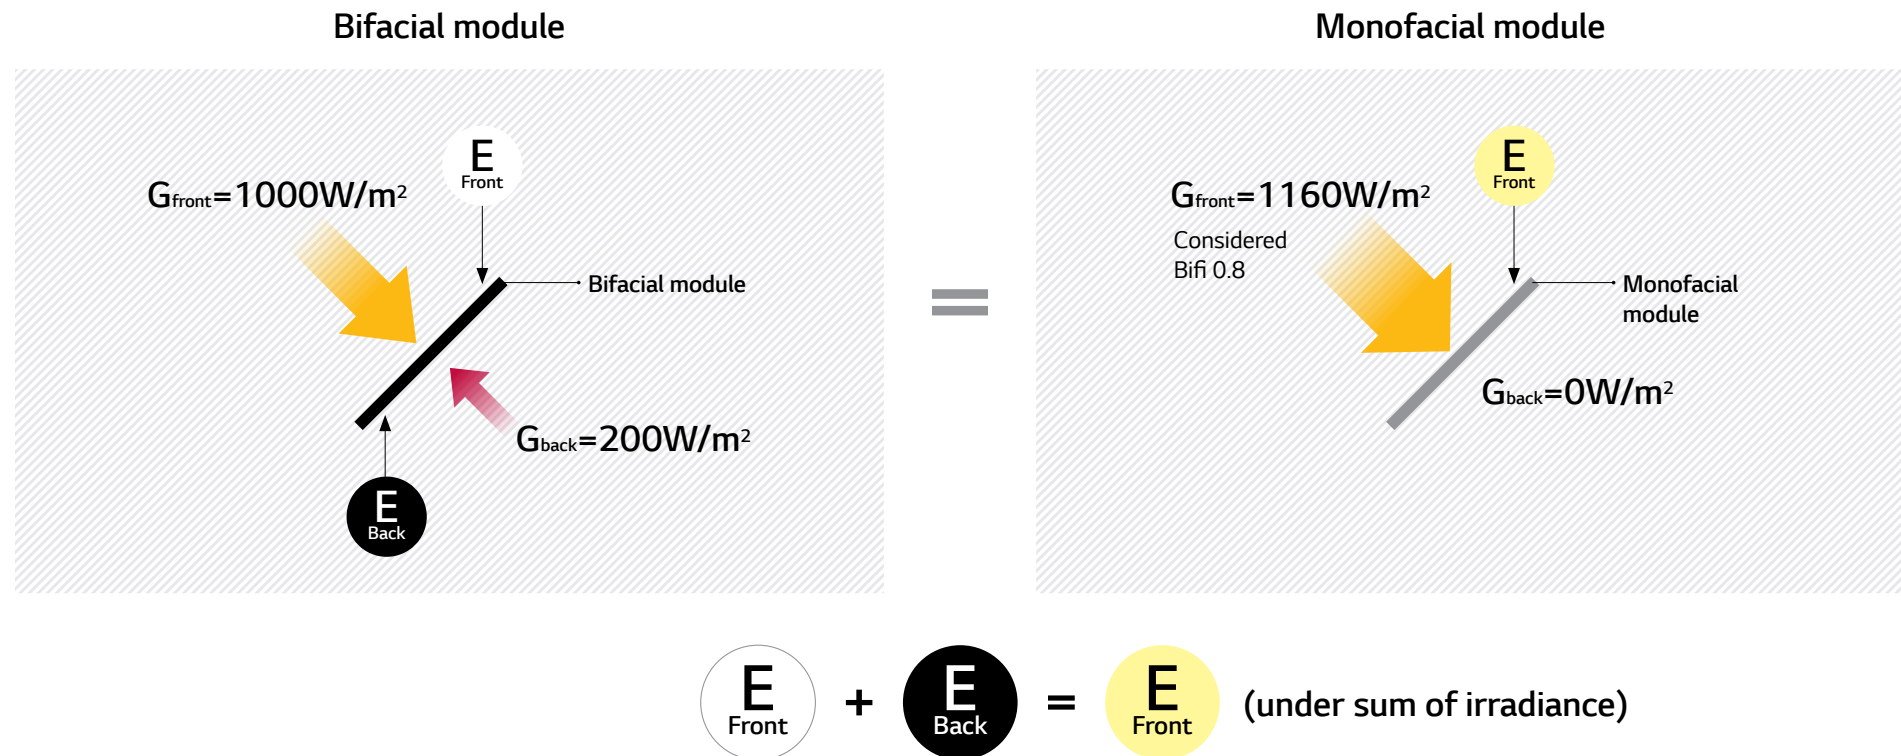 Bifacial module
Monofacial module
E
Front
Gfront=1000W/m²
Bifacial module
Gback=200W/m²
E
Back
=
E
Front
Gfront=1160W/m²
Considered
Bifi 0.8
Monofacial
module
Gback=0W/m²
E
Front
+
E
Back
=
E
Front
(under sum of irradiance)